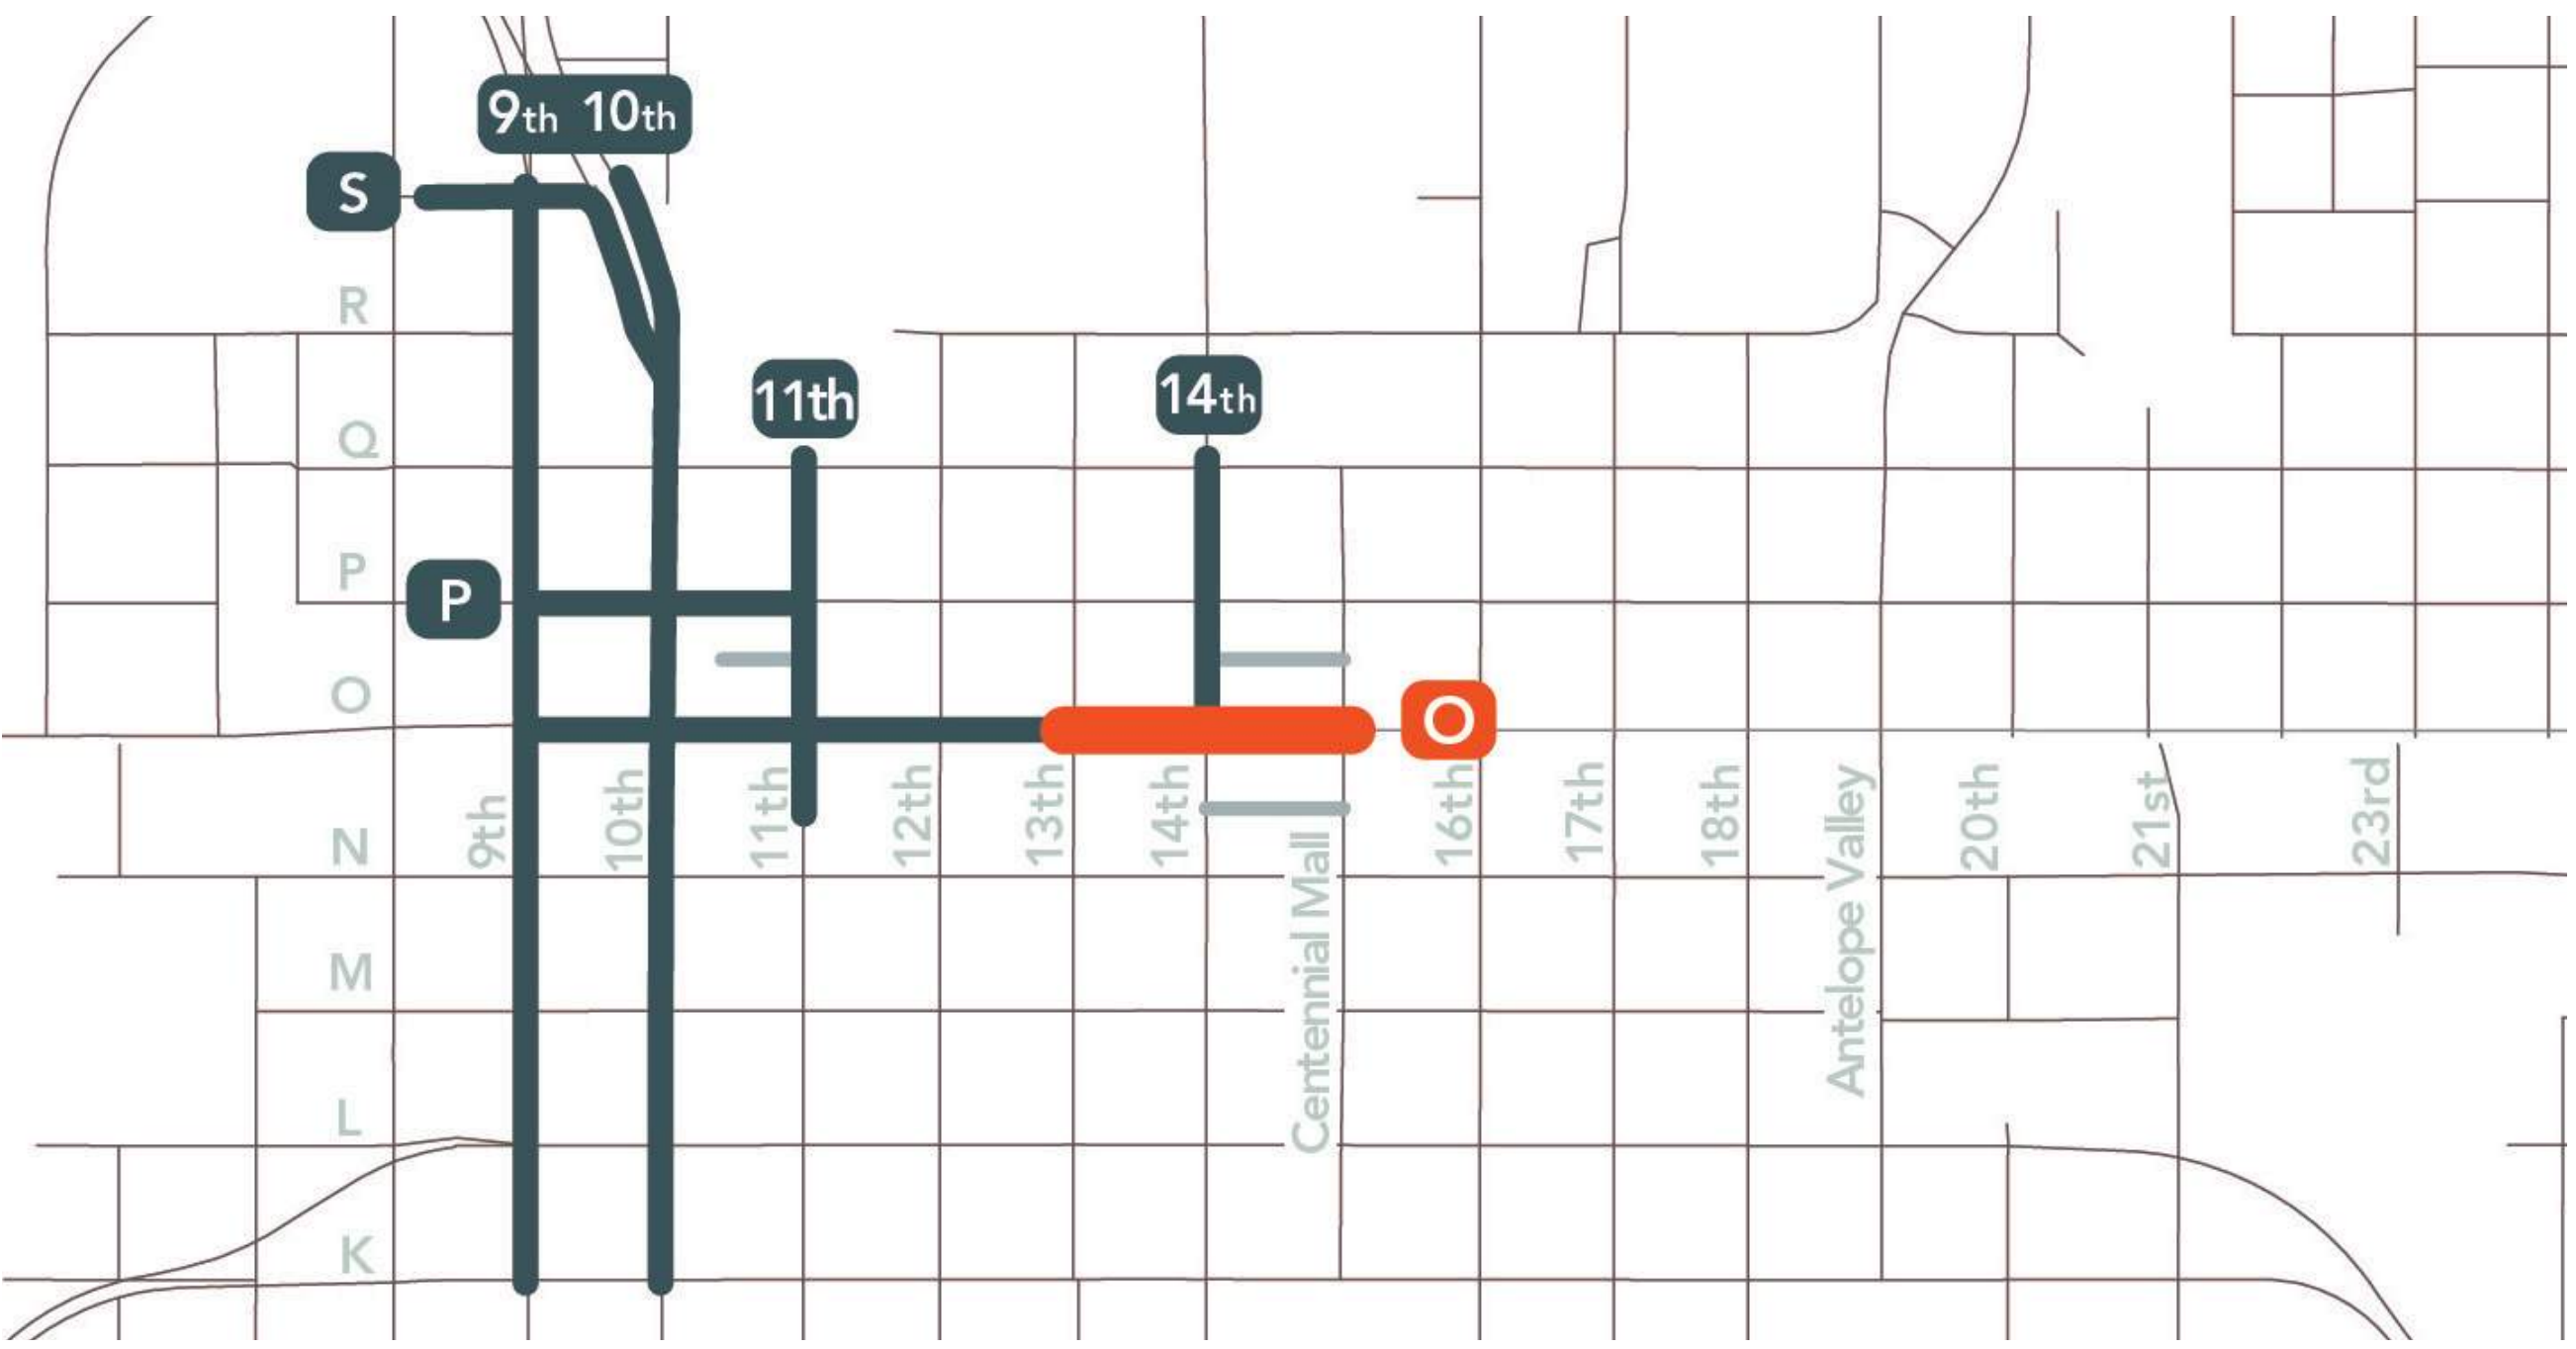 9th 10th
S
R
11th
14th
Q
P
P
O
O
9th
10th
11th
12th
13th
14th
Centennial Mall
16th
17th
18th
Antelope Valley
20th
21st
23rd
N
M
L
K